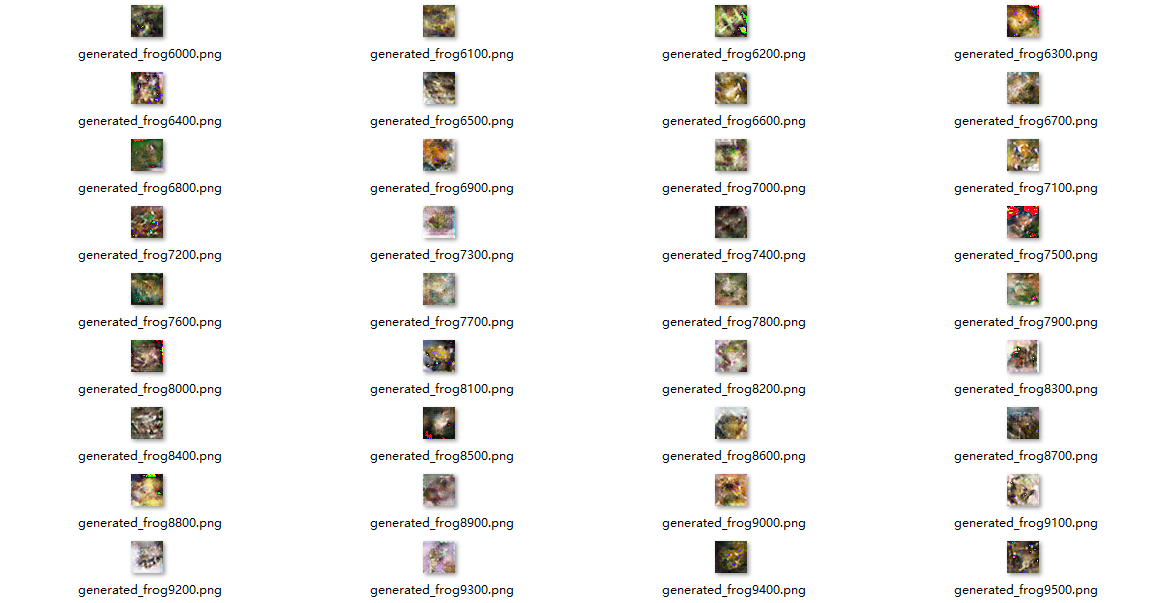 generated_frog6000.png generated_frog6100.png generated_frog6200.png generated_frog6300.png
generated_frog6400.png generated_frog6500.png generated_frog6600.png generated_frog6700.png
generated_frog6800.png generated_frog6900.png generated_frog7000.png generated_frog7100.png
generated_frog7200.png generated_frog7300.png generated_frog7400.png generated_frog7500.png
generated_frog7600.png generated_frog7700.png generated_frog7800.png generated_frog7900.png
generated_frog8000.png generated_frog8100.png generated_frog8200.png generated_frog8300.png
generated_frog8400.png generated_frog8500.png generated_frog8600.png generated_frog8700.png
generated_frog8800.png generated_frog8900.png generated_frog9000.png generated_frog9100.png
generated_frog9200.png generated_frog9300.png generated_frog9400.png generated_frog9500.png